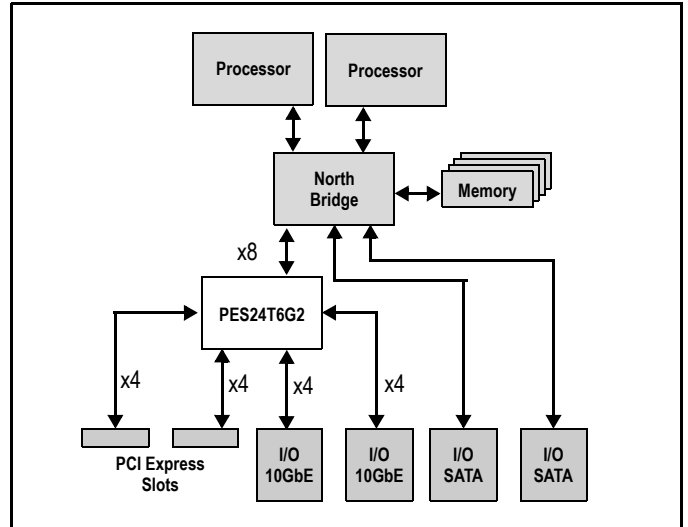 Processor
Processor
North
Bridge
Memory
x8
PES24T6G2
x4
x4
x4
x4
PCI Express
Slots
I/O
10GbE
I/O
10GbE
I/O
SATA
I/O
SATA